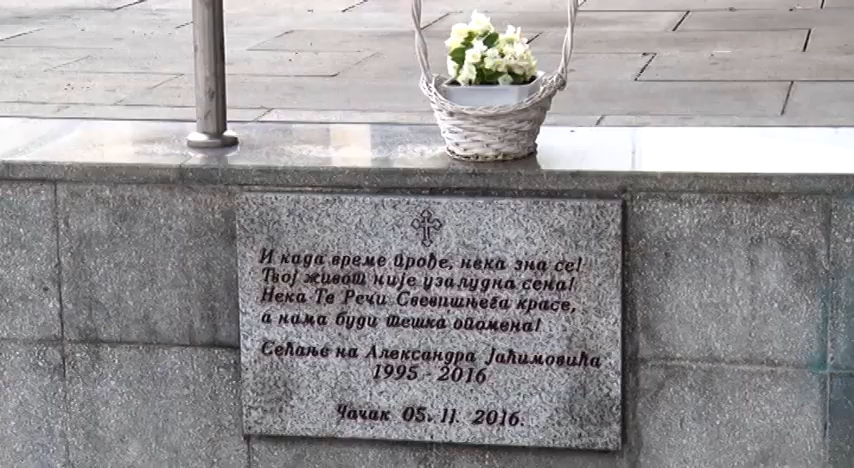 И када време прође, нека зна се!
Твој живот није узалудна сена!
Нека Те Речи Свевишњега красе,
а нама буди тешка опомена!
Сећање на Александра Јаћимовића
1995 - 2016
Чачак 05. 11. 2016.